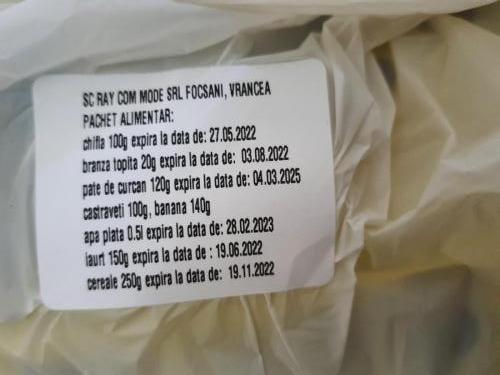 SC RAY COM MODE SRL FOCSANI, VRANCEA
PACHET ALIMENTAR:
chifla 100g expira la data de: 27.05.2022
branza topita 20g expira la data de: 03.08.2022
pate de curcan 120g expira la data de: 04.03.2025
castraveti 100g, banana 140g
apa plata 0.5l expira la data de: 28.02.2023
iaurt 150g expira la data de : 19.06.2022
cereale 250g expira la data de: 19.11.2022